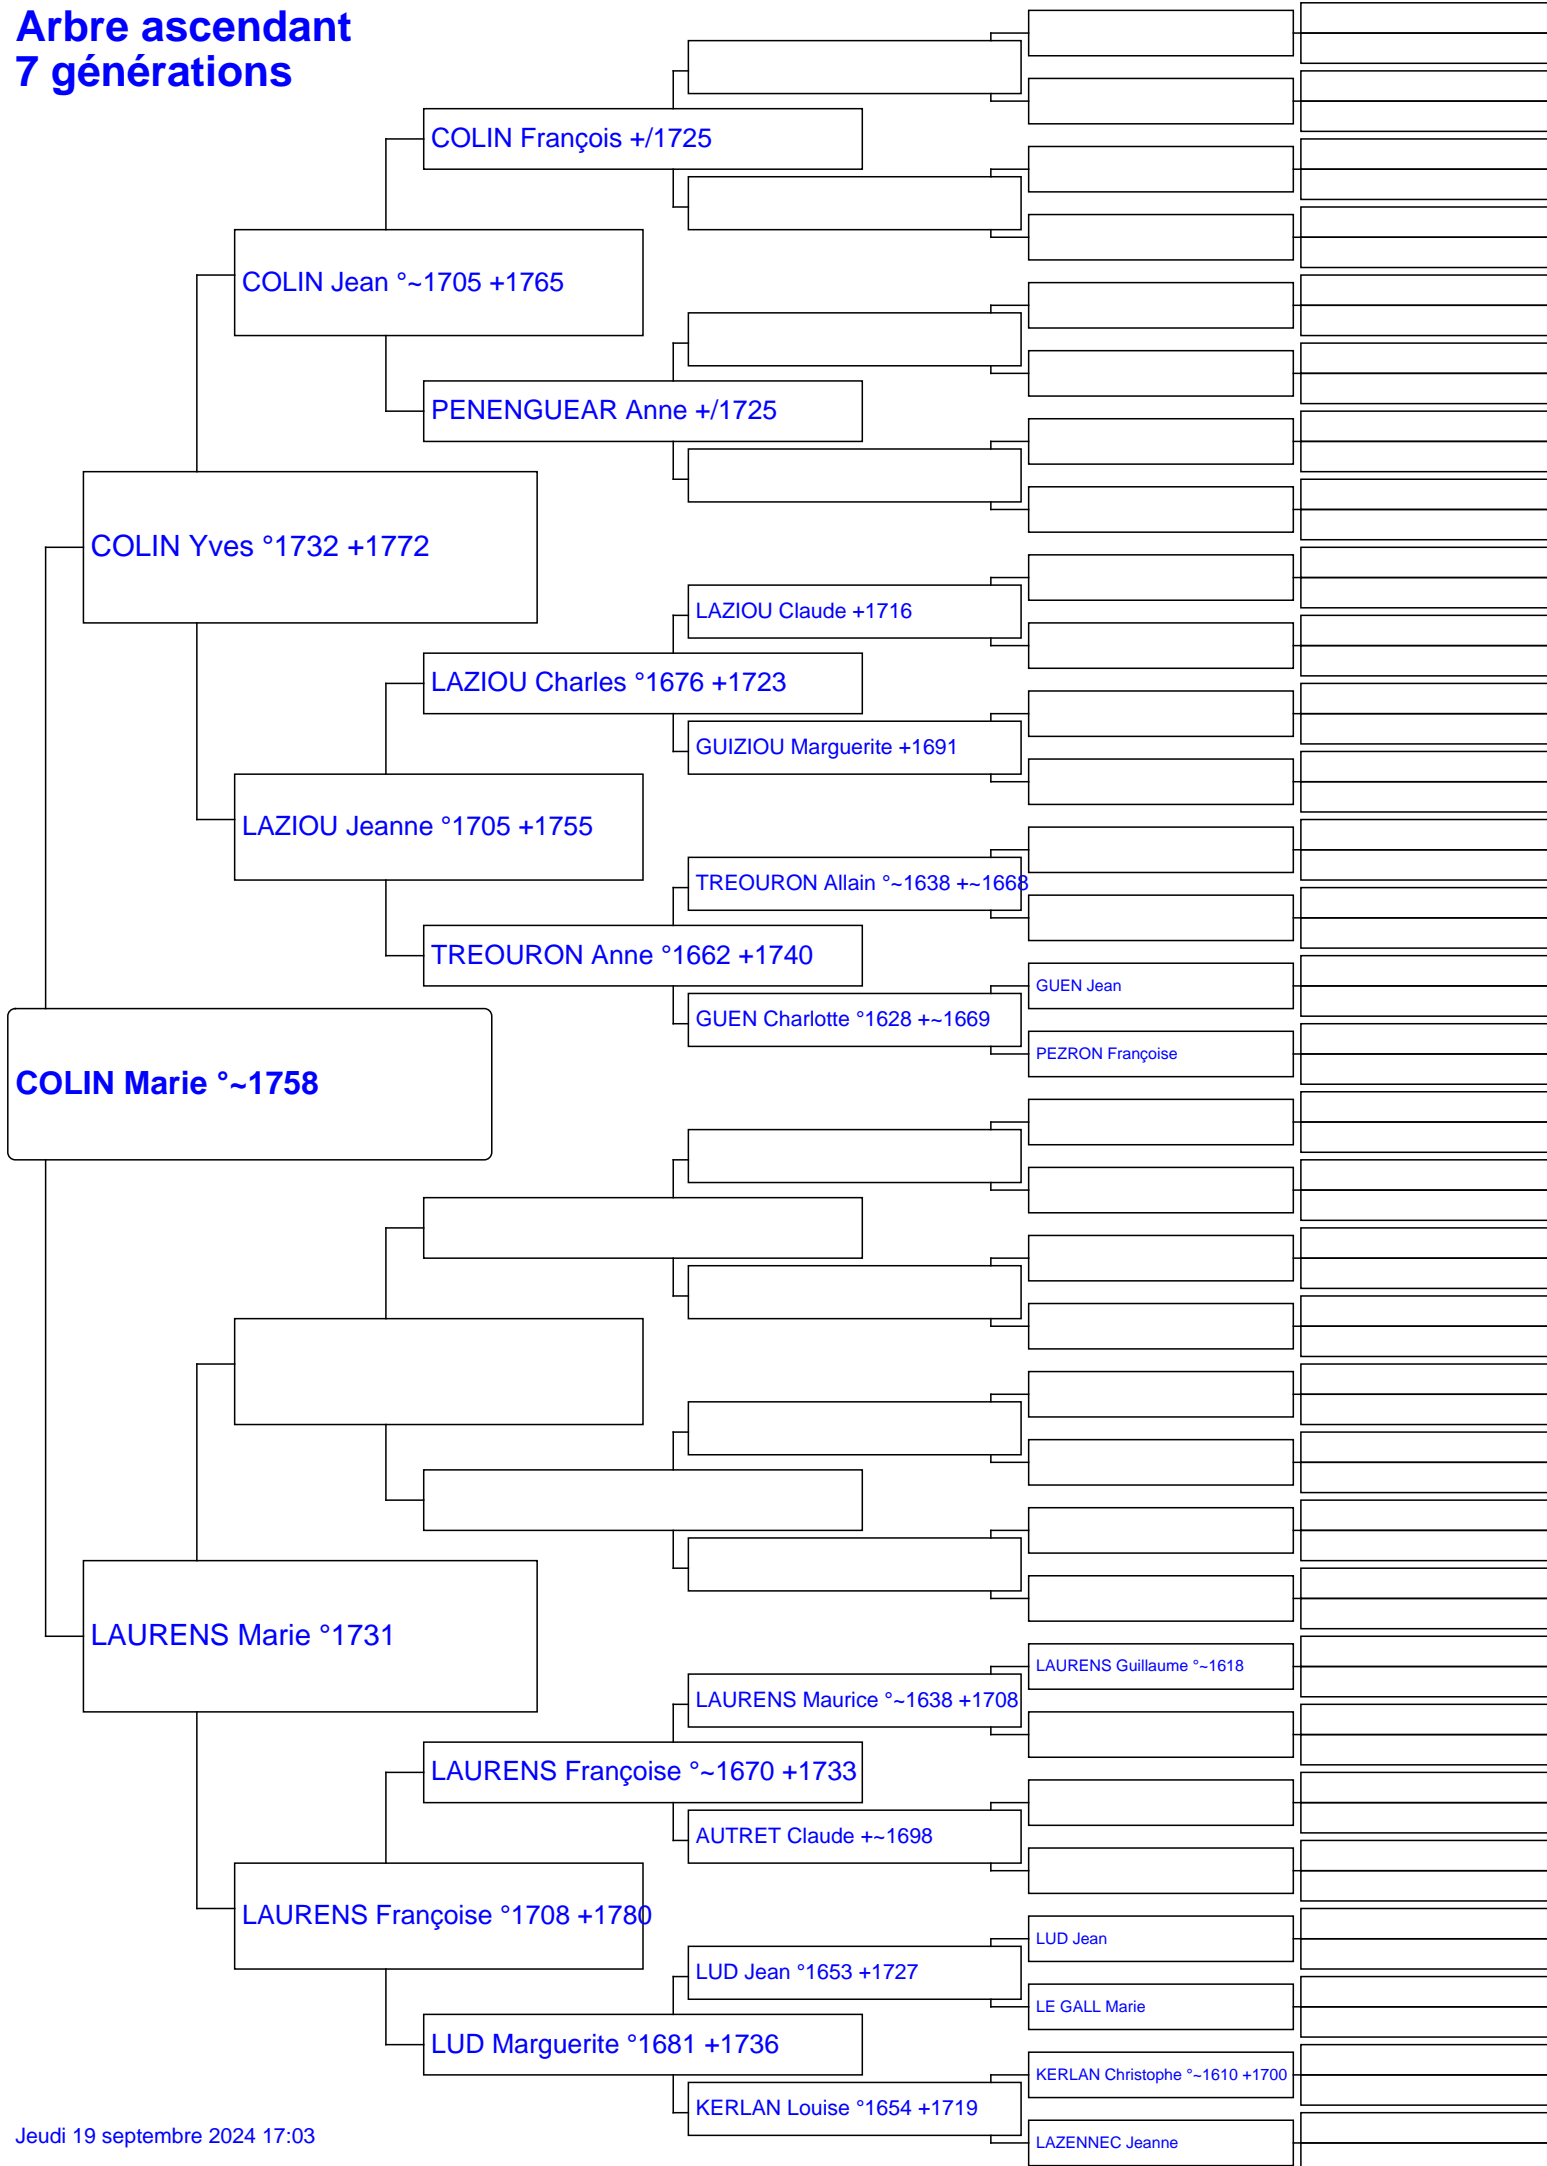 Arbre ascendant
7 générations
COLIN François +/1725
COLIN Jean °~1705 +1765
PENENGUEAR Anne +/1725
COLIN Yves °1732 +1772
LAZIOU Claude +1716
LAZIOU Charles °1676 +1723
GUIZIOU Marguerite +1691
LAZIOU Jeanne °1705 +1755
TREOURON Allain °~1638 +~1668
TREOURON Anne °1662 +1740
GUEN Jean
GUEN Charlotte °1628 +~1669
PEZRON Françoise
COLIN Marie °~1758
LAURENS Marie °1731
LAURENS Guillaume °~1618
LAURENS Maurice °~1638 +1708
LAURENS Françoise °~1670 +1733
AUTRET Claude +~1698
LAURENS Françoise °1708 +1780
LUD Jean
LUD Jean °1653 +1727
LE GALL Marie
LUD Marguerite °1681 +1736
KERLAN Christophe °~1610 +1700
KERLAN Louise °1654 +1719
LAZENNEC Jeanne
Jeudi 19 septembre 2024 17:03